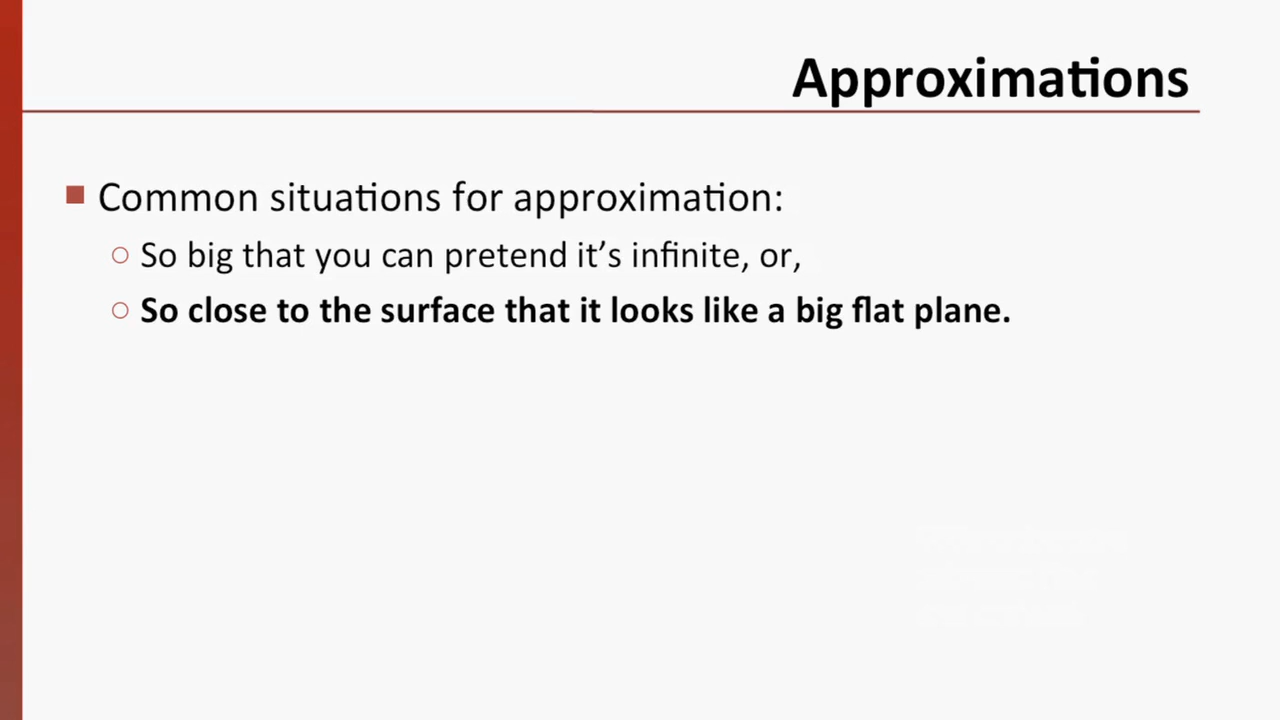 Approximations
Common situations for approximation:
So big that you can pretend it’s infinite, or,
So close to the surface that it looks like a big flat plane.